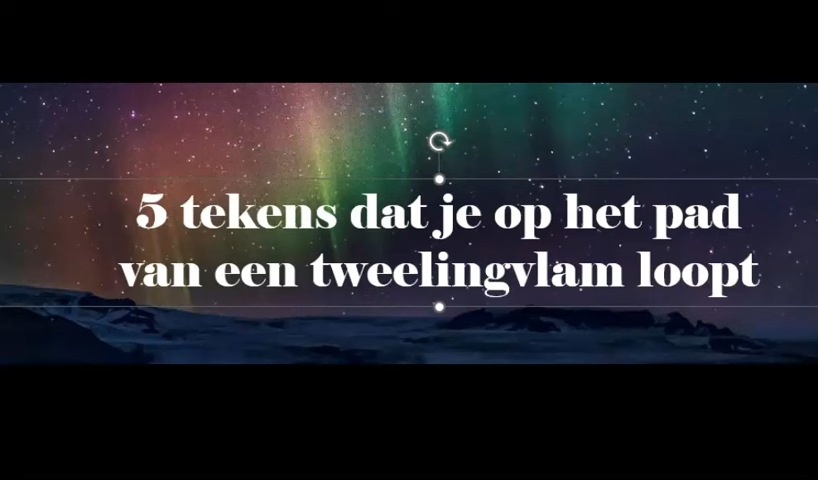 5 tekens dat je op het pad
van een tweelingvlam loopt